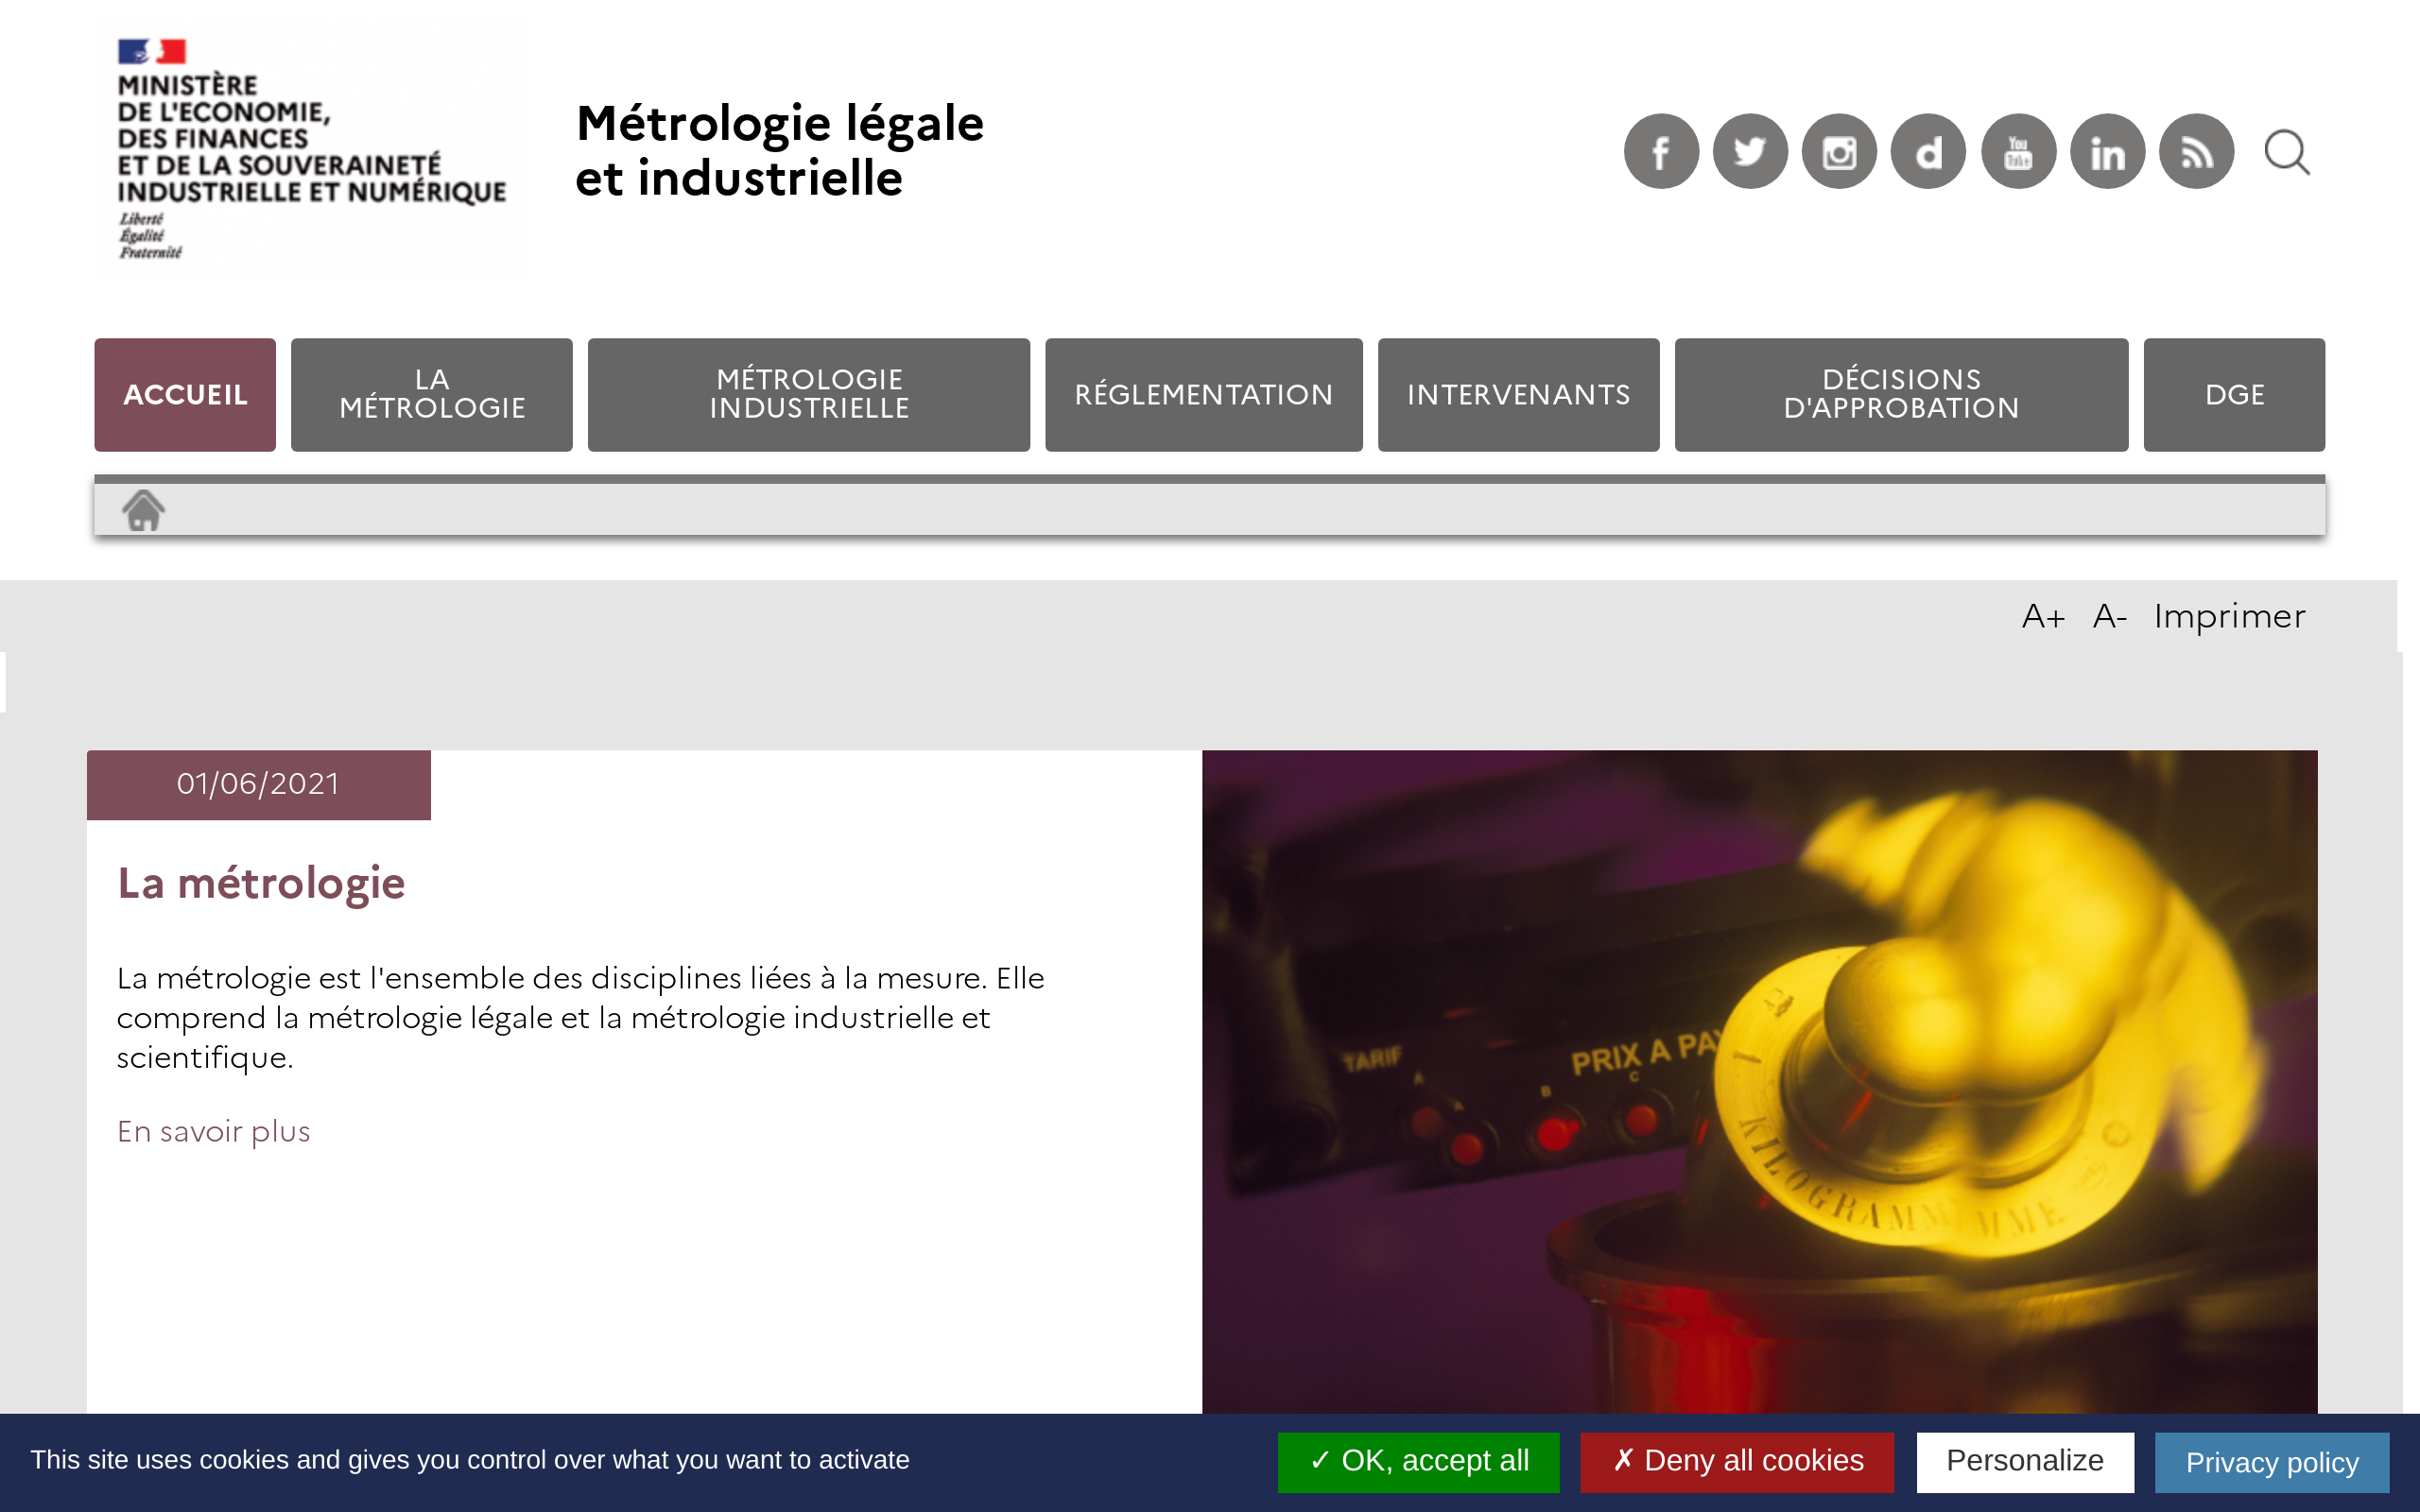 MINISTÈRE
DE L'ECONOMIE,
DES FINANCES
ET DE LA SOUVERAINETÉ
INDUSTRIELLE ET NUMÉRIQUE
Liberté
Égalité
Fraternité
Métrologie légale
et industrielle
ACCUEIL
LA
MÉTROLOGIE
MÉTROLOGIE
INDUSTRIELLE
RÉGLEMENTATION
INTERVENANTS
DÉCISIONS
D'APPROBATION
DGE
A+ A- Imprimer
01/06/2021
La métrologie
La métrologie est l'ensemble des disciplines liées à la mesure. Elle
comprend la métrologie légale et la métrologie industrielle et
scientifique.
En savoir plus
TARIF
PRIX A PAY
A A B C
1
KILOGRAMM MME
This site uses cookies and gives you control over what you want to activate
✓ OK, accept all
✗ Deny all cookies
Personalize
Privacy policy